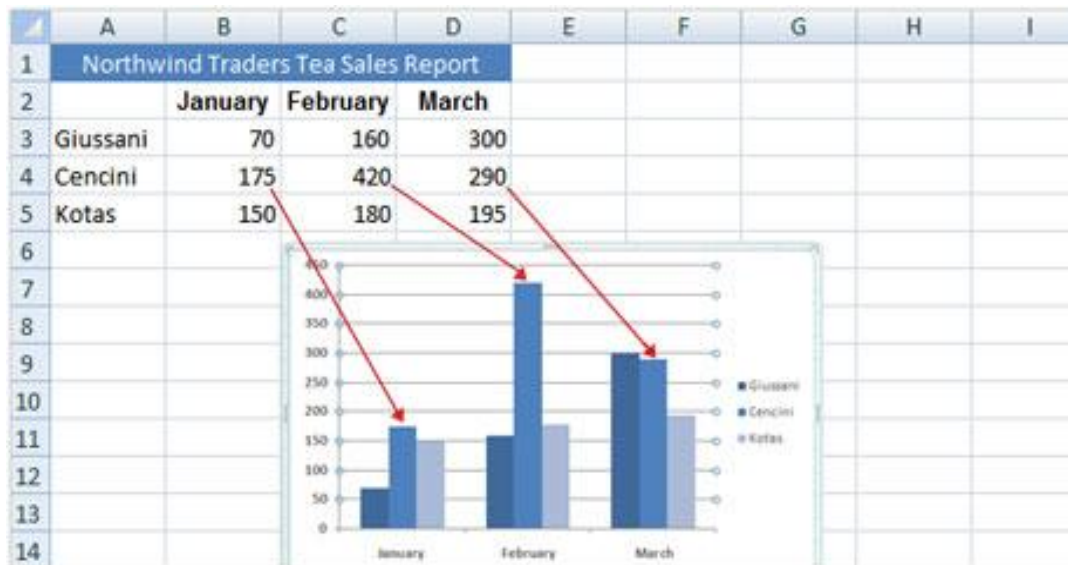 A B C D E F G H I
1 Northwind Traders Tea Sales Report
2 January February March
3 Giussani 70 160 300
4 Cencini 175 420 290
5 Kotas 150 180 195
6
450
7
400
8
350
9
300
250 Giussani
10
200 Cencini
11
150 Kotas
12
100
13
50
0
14
January February March